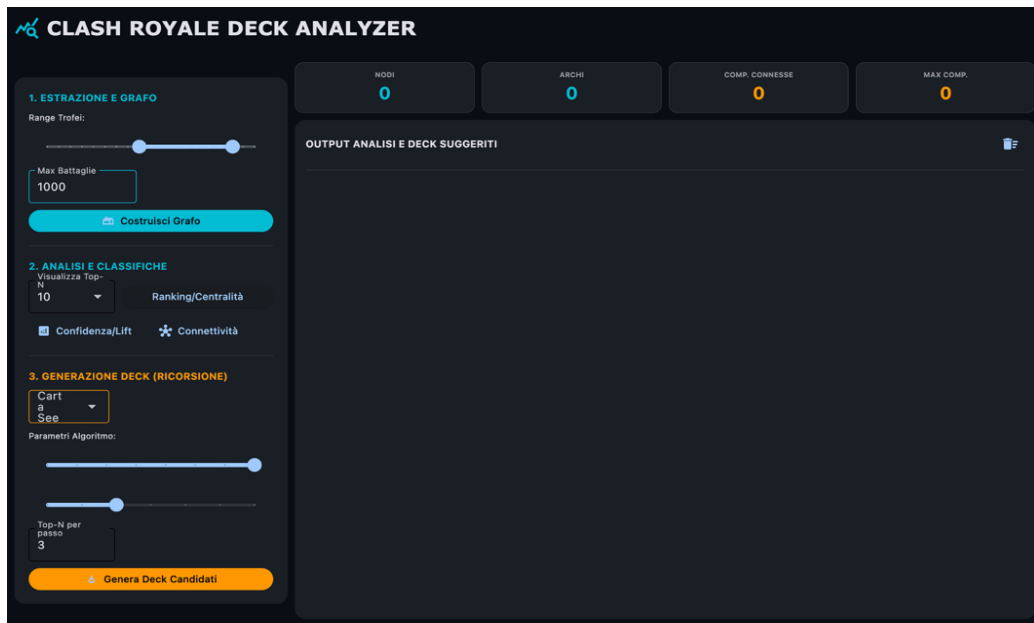 CLASH ROYALE DECK ANALYZER
NODI
0
ARCHI
0
COMP. CONNESSE
0
MAX COMP.
0
1. ESTRAZIONE E GRAFO
Range Trofei:
Max Battaglie
1000
Costruisci Grafo
2. ANALISI E CLASSIFICHE
Visualizza Top-
N
10
Ranking/Centralità
Confidenza/Lift
Connettività
3. GENERAZIONE DECK (RICORSIONE)
Cart
a
See
Parametri Algoritmo:
Top-N per
passo
3
Genera Deck Candidati
OUTPUT ANALISI E DECK SUGGERITI